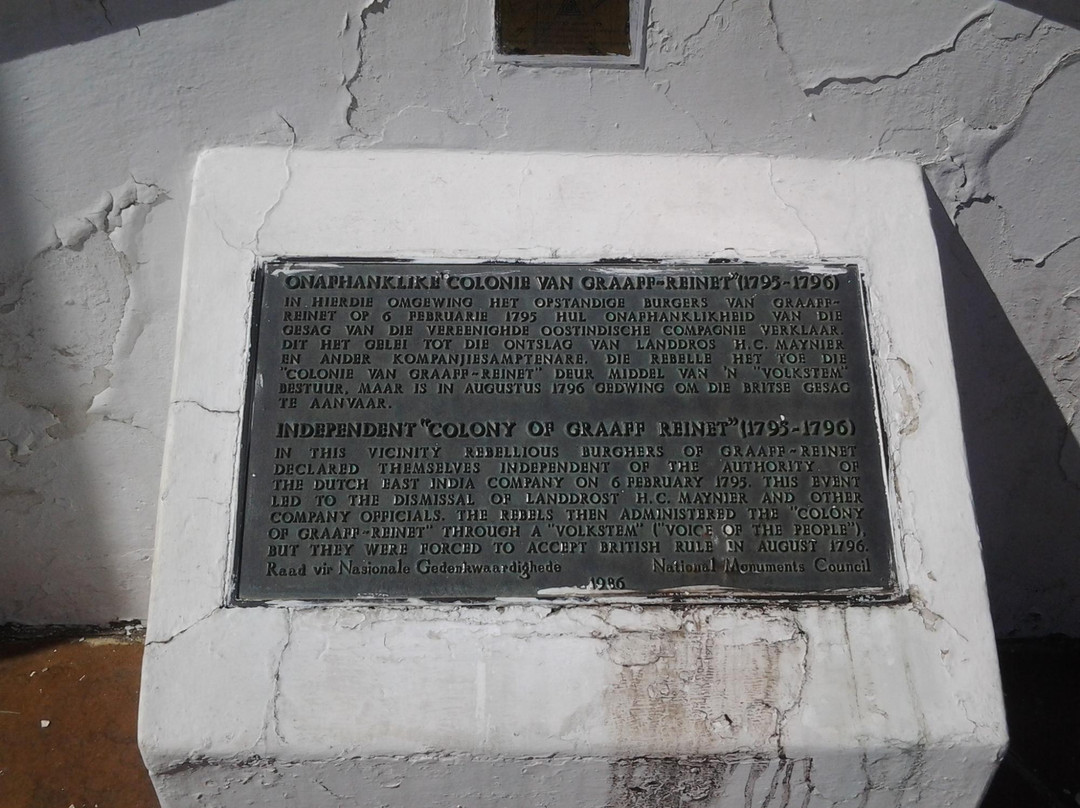 ONAFHANKLIKE "COLONIE VAN GRAAFF-REINET" (1795-1796)
IN HIERDIE OMGEWING HET OPSTANDIGE BURGERS VAN GRAAFF-
REINET OP 6 FEBRUARIE 1795 HUL ONAFHANKLIKHEID VAN DIE
GESAG VAN DIE VEREENIGHDE OOSTINDISCHE COMPAGNIE VERKLAAR.
DIT HET GELEI TOT DIE ONTSLAG VAN LANDDROS H.C. MAYNIER
EN ANDER KOMPANJIESAMPTENARE. DIE REBELLE HET TOE DIE
"COLONIE VAN GRAAFF-REINET" DEUR MIDDEL VAN 'N "VOLKSTEM"
BESTUUR, MAAR IS IN AUGUSTUS 1796 GEDWING OM DIE BRITSE GESAG
TE AANVAAR.
INDEPENDENT "COLONY OF GRAAFF REINET" (1795-1796)
IN THIS VICINITY REBELLIOUS BURGHERS OF GRAAFF-REINET
DECLARED THEMSELVES INDEPENDENT OF THE AUTHORITY OF
THE DUTCH EAST INDIA COMPANY ON 6 FEBRUARY 1795. THIS EVENT
LED TO THE DISMISSAL OF LANDDROST H.C. MAYNIER AND OTHER
COMPANY OFFICIALS. THE REBELS THEN ADMINISTERED THE "COLONY
OF GRAAFF-REINET" THROUGH A "VOLKSTEM" ("VOICE OF THE PEOPLE"),
BUT THEY WERE FORCED TO ACCEPT BRITISH RULE IN AUGUST 1796.
Raad vir Nasionale Gedenkwaardighede National Monuments Council
1986